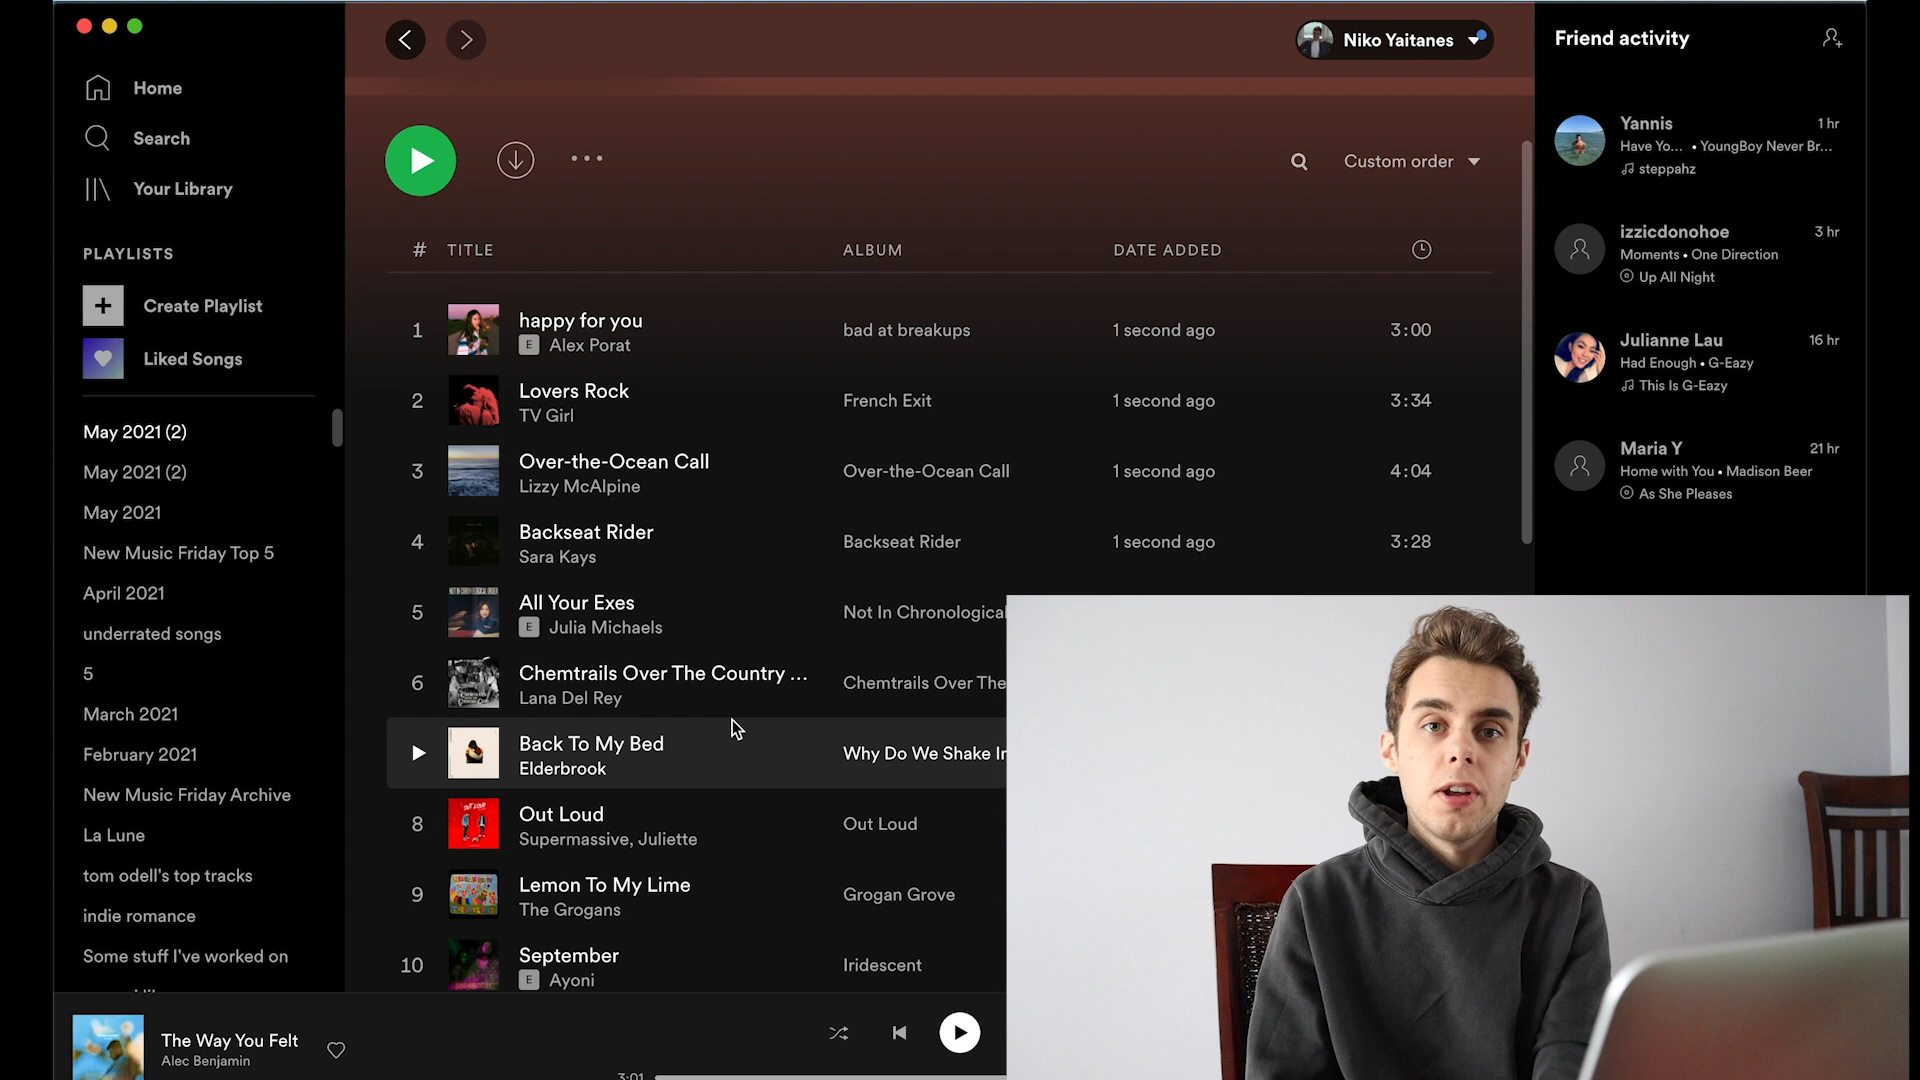 Home
Search
Your Library
PLAYLISTS
Create Playlist
Liked Songs
May 2021 (2)
May 2021 (2)
May 2021
New Music Friday Top 5
April 2021
underrated songs
5
March 2021
February 2021
New Music Friday Archive
La Lune
tom odell's top tracks
indie romance
Some stuff I've worked on
Niko Yaitanes
Custom order
# TITLE ALBUM DATE ADDED
1 happy for you bad at breakups 1 second ago 3:00
E Alex Porat
2 Lovers Rock French Exit 1 second ago 3:34
TV Girl
3 Over-the-Ocean Call Over-the-Ocean Call 1 second ago 4:04
Lizzy McAlpine
4 Backseat Rider Backseat Rider 1 second ago 3:28
Sara Kays
5 All Your Exes Not In Chronological
E Julia Michaels
6 Chemtrails Over The Country ... Chemtrails Over The
Lana Del Rey
Back To My Bed Why Do We Shake In
Elderbrook
8 Out Loud Out Loud
Supermassive, Juliette
9 Lemon To My Lime Grogan Grove
The Grogans
10 September Iridescent
E Ayoni
Friend activity
Yannis 1 hr
Have Yo... • YoungBoy Never Br...
steppahz
izzicdonohoe 3 hr
Moments • One Direction
Up All Night
Julianne Lau 16 hr
Had Enough • G-Eazy
This Is G-Eazy
Maria Y 21 hr
Home with You • Madison Beer
As She Pleases
The Way You Felt
Alec Benjamin
3:01